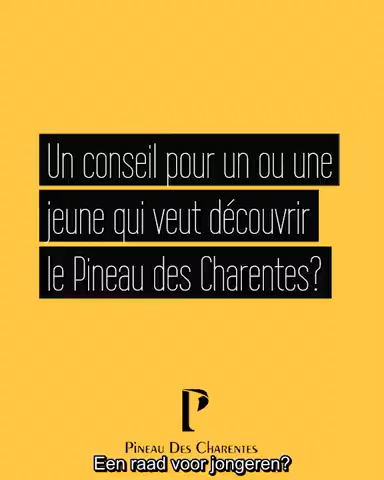 Un conseil pour un ou une
jeune qui veut découvrir
le Pineau des Charentes?
P
PINEAU DES CHARENTES
Een raad voor jongeren?